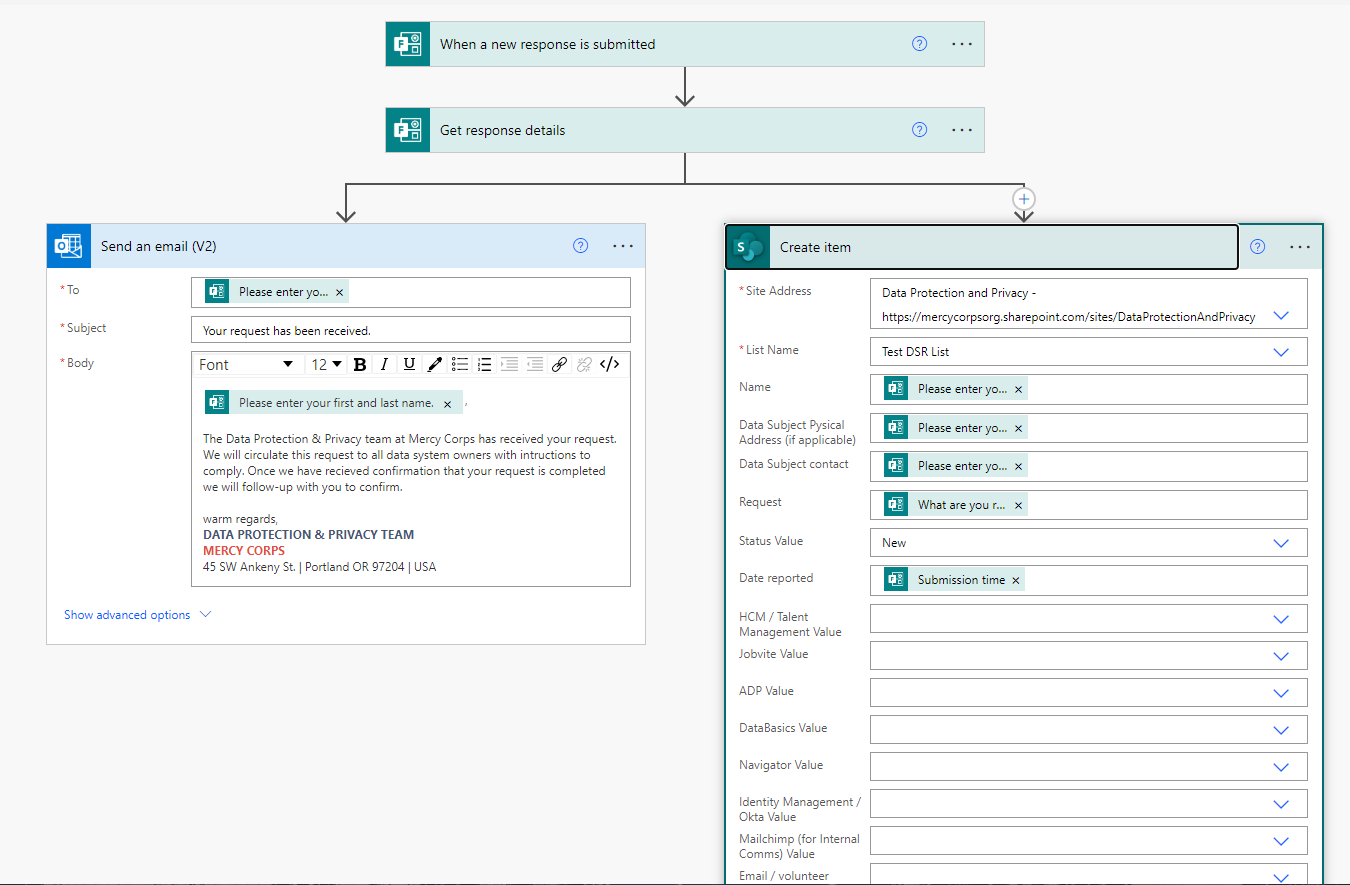 When a new response is submitted
Get response details
Send an email (V2)
*To
Please enter yo... ×
*Subject
Your request has been received.
*Body
Font 12 B I U </>
Please enter your first and last name. × ,
The Data Protection & Privacy team at Mercy Corps has received your request.
We will circulate this request to all data system owners with intructions to
comply. Once we have recieved confirmation that your request is completed
we will follow-up with you to confirm.
warm regards,
DATA PROTECTION & PRIVACY TEAM
MERCY CORPS
45 SW Ankeny St. | Portland OR 97204 | USA
Show advanced options
Create item
*Site Address
Data Protection and Privacy -
https://mercycorpsorg.sharepoint.com/sites/DataProtectionAndPrivacy
*List Name
Test DSR List
Name
Please enter yo... ×
Data Subject Pysical
Address (if applicable)
Please enter yo... ×
Data Subject contact
Please enter yo... ×
Request
What are you r... ×
Status Value
New
Date reported
Submission time ×
HCM / Talent
Management Value
Jobvite Value
ADP Value
DataBasics Value
Navigator Value
Identity Management /
Okta Value
Mailchimp (for Internal
Comms) Value
Email / volunteer